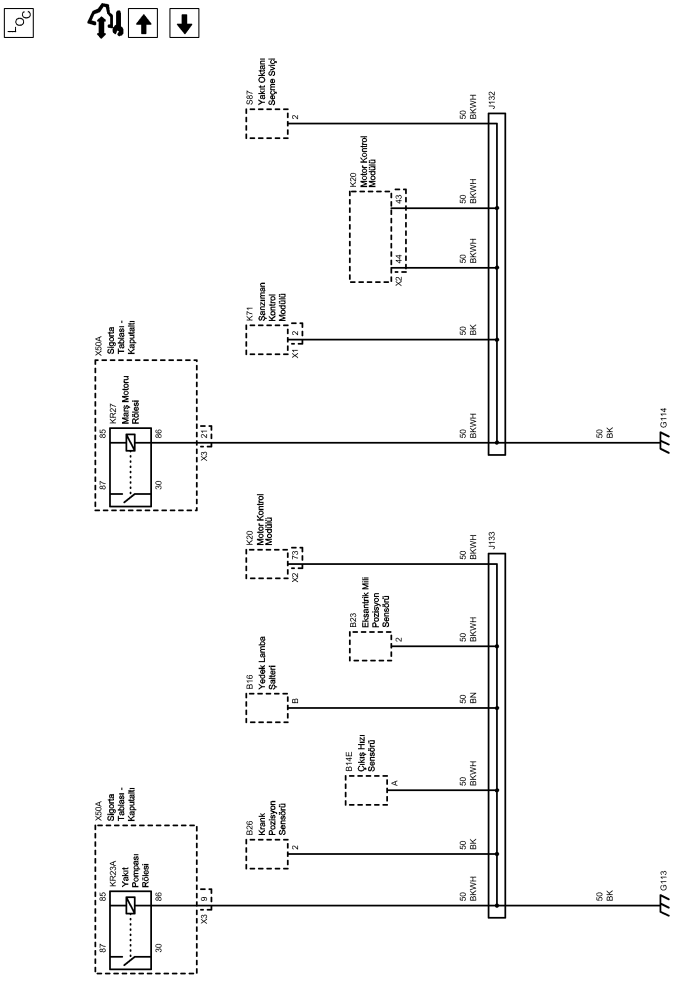 LOC
S87
Yakıt Oktanı
Seçme Sviçi
2
50
BKWH
J132
K20
Motor Kontrol
Modülü
43
50
BKWH
44
X2
50
BKWH
K71
Şanzıman
Kontrol
Modülü
2
X1
50
BK
X50A
Sigorta
Tablası -
Kaputaltı
KR27
Marş Motoru
Rölesi
85
86
87
30
21
X3
50
BKWH
50
BK
G114
K20
Motor Kontrol
Modülü
73
X2
50
BKWH
J133
B23
Eksantrik Mili
Pozisyon
Sensörü
2
50
BKWH
B16
Yedek Lamba
Şalteri
B
50
BN
B14E
Çıkış Hızı
Sensörü
A
50
BKWH
B26
Krank
Pozisyon
Sensörü
2
50
BK
X50A
Sigorta
Tablası -
Kaputaltı
KR23A
Yakıt
Pompası
Rölesi
85
86
87
30
9
X3
50
BKWH
50
BK
G113